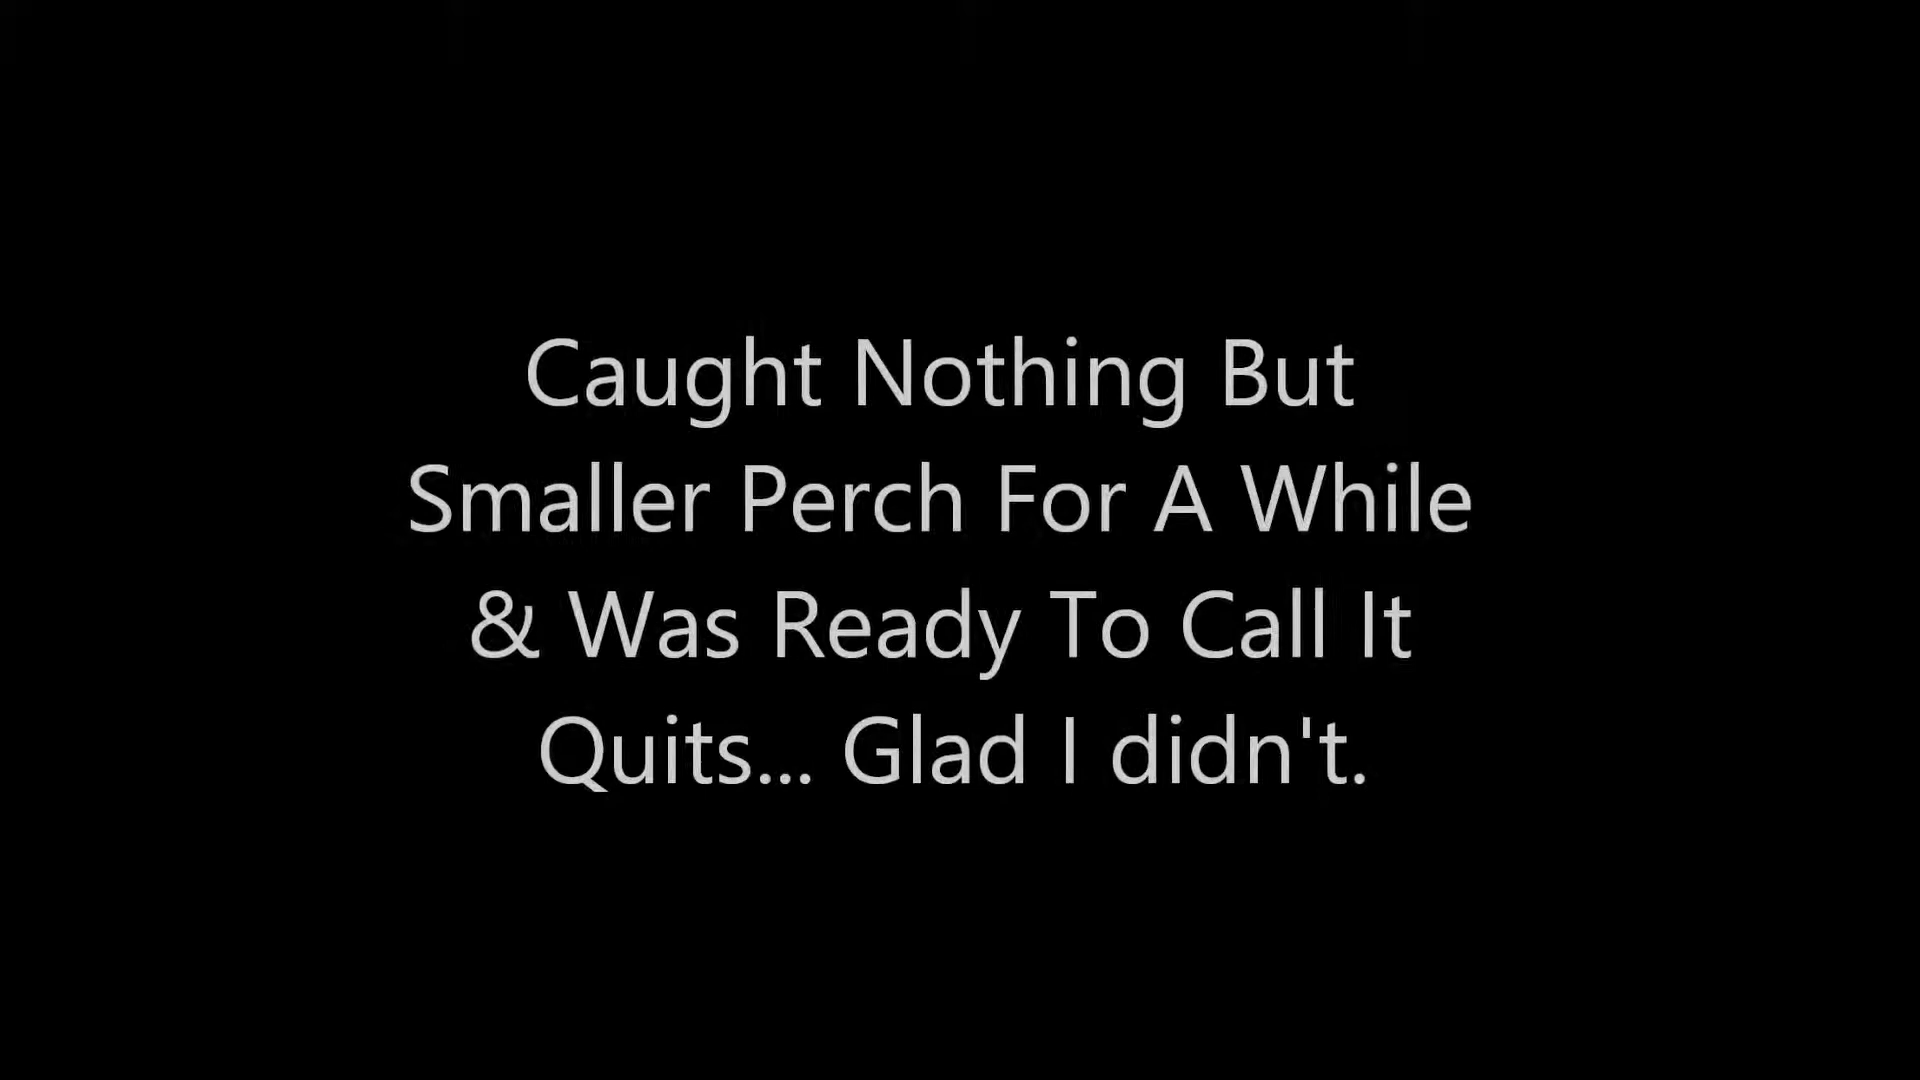 Caught Nothing But
Smaller Perch For A While
& Was Ready To Call It
Quits... Glad I didn't.